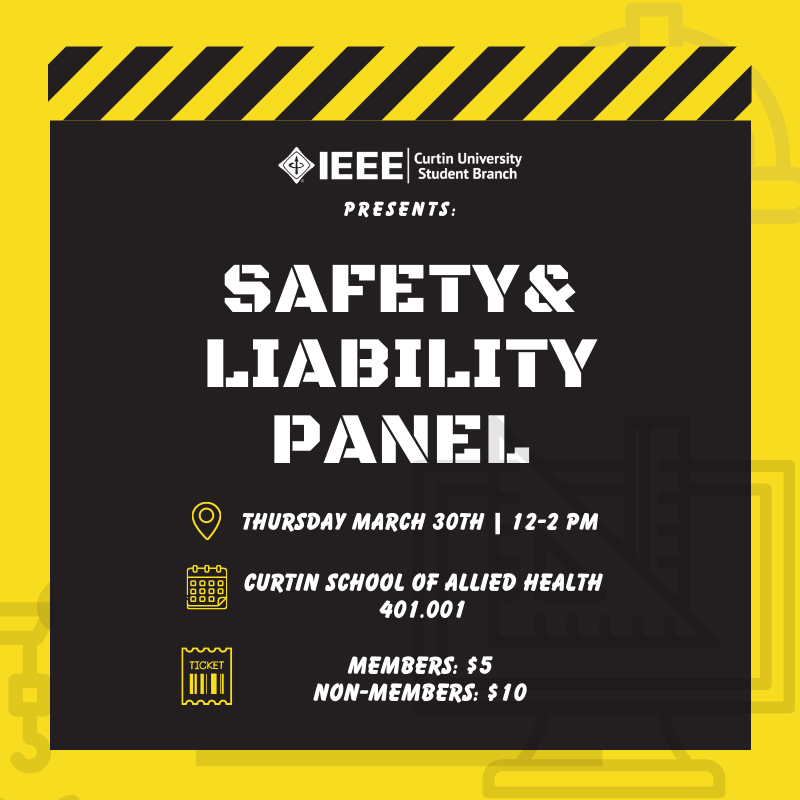 IEEE
Curtin University
Student Branch
PRESENTS:
SAFETY&
LIABILITY
PANEL
THURSDAY MARCH 30TH | 12-2 PM
CURTIN SCHOOL OF ALLIED HEALTH
401.001
TICKET
MEMBERS: $5
NON-MEMBERS: $10